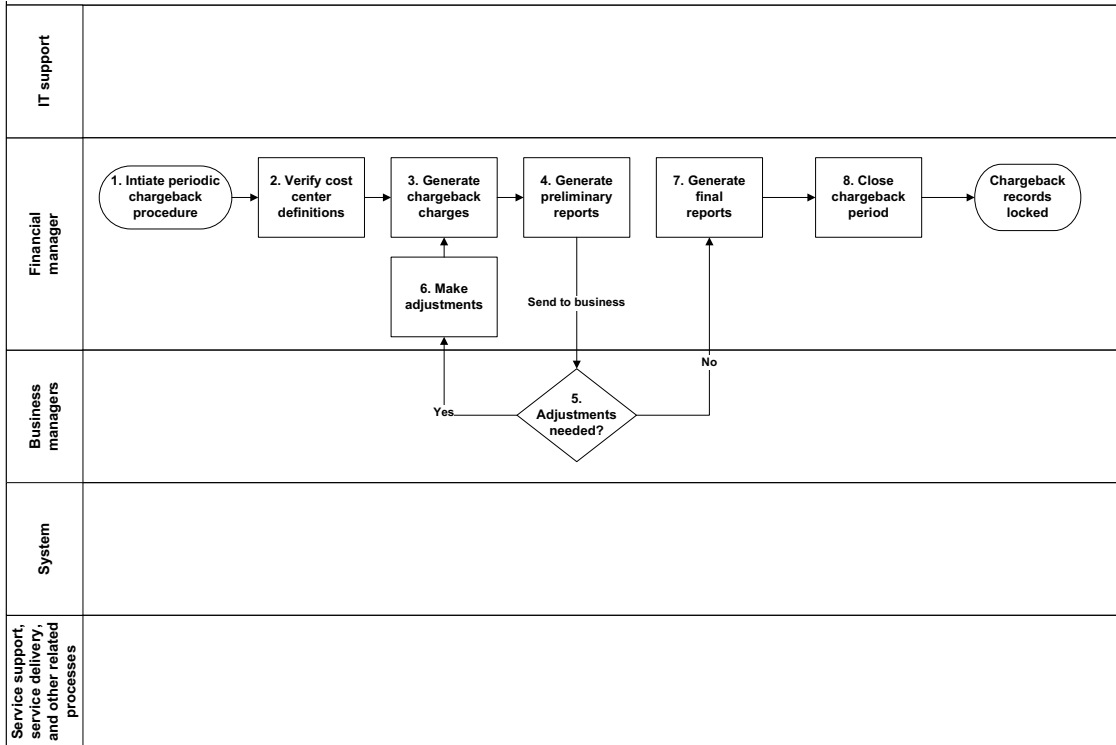 IT support
Financial
manager
1. Intiate periodic
chargeback
procedure
2. Verify cost
center
definitions
3. Generate
chargeback
charges
4. Generate
preliminary
reports
7. Generate
final
reports
8. Close
chargeback
period
Chargeback
records
locked
6. Make
adjustments
Send to business
Business
managers
Yes
5.
Adjustments
needed?
No
System
Service support,
service delivery,
and other related
processes